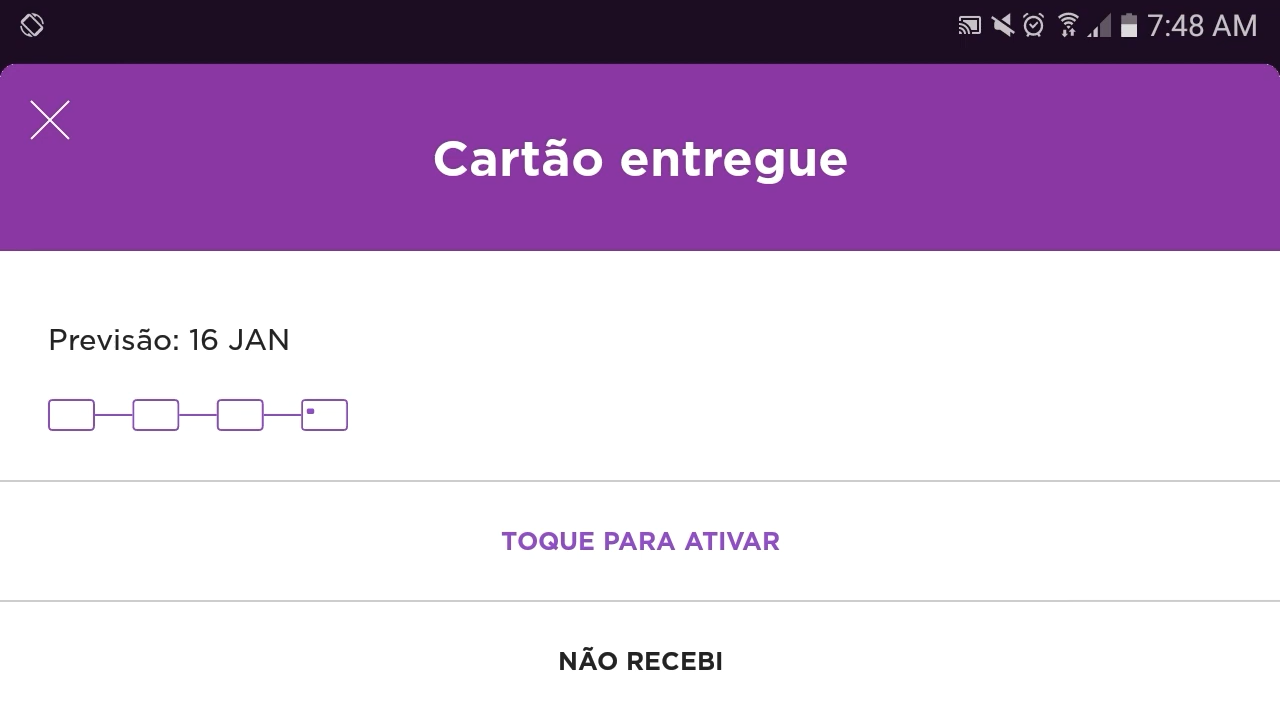 7:48 AM
Cartão entregue
Previsão: 16 JAN
TOQUE PARA ATIVAR
NÃO RECEBI